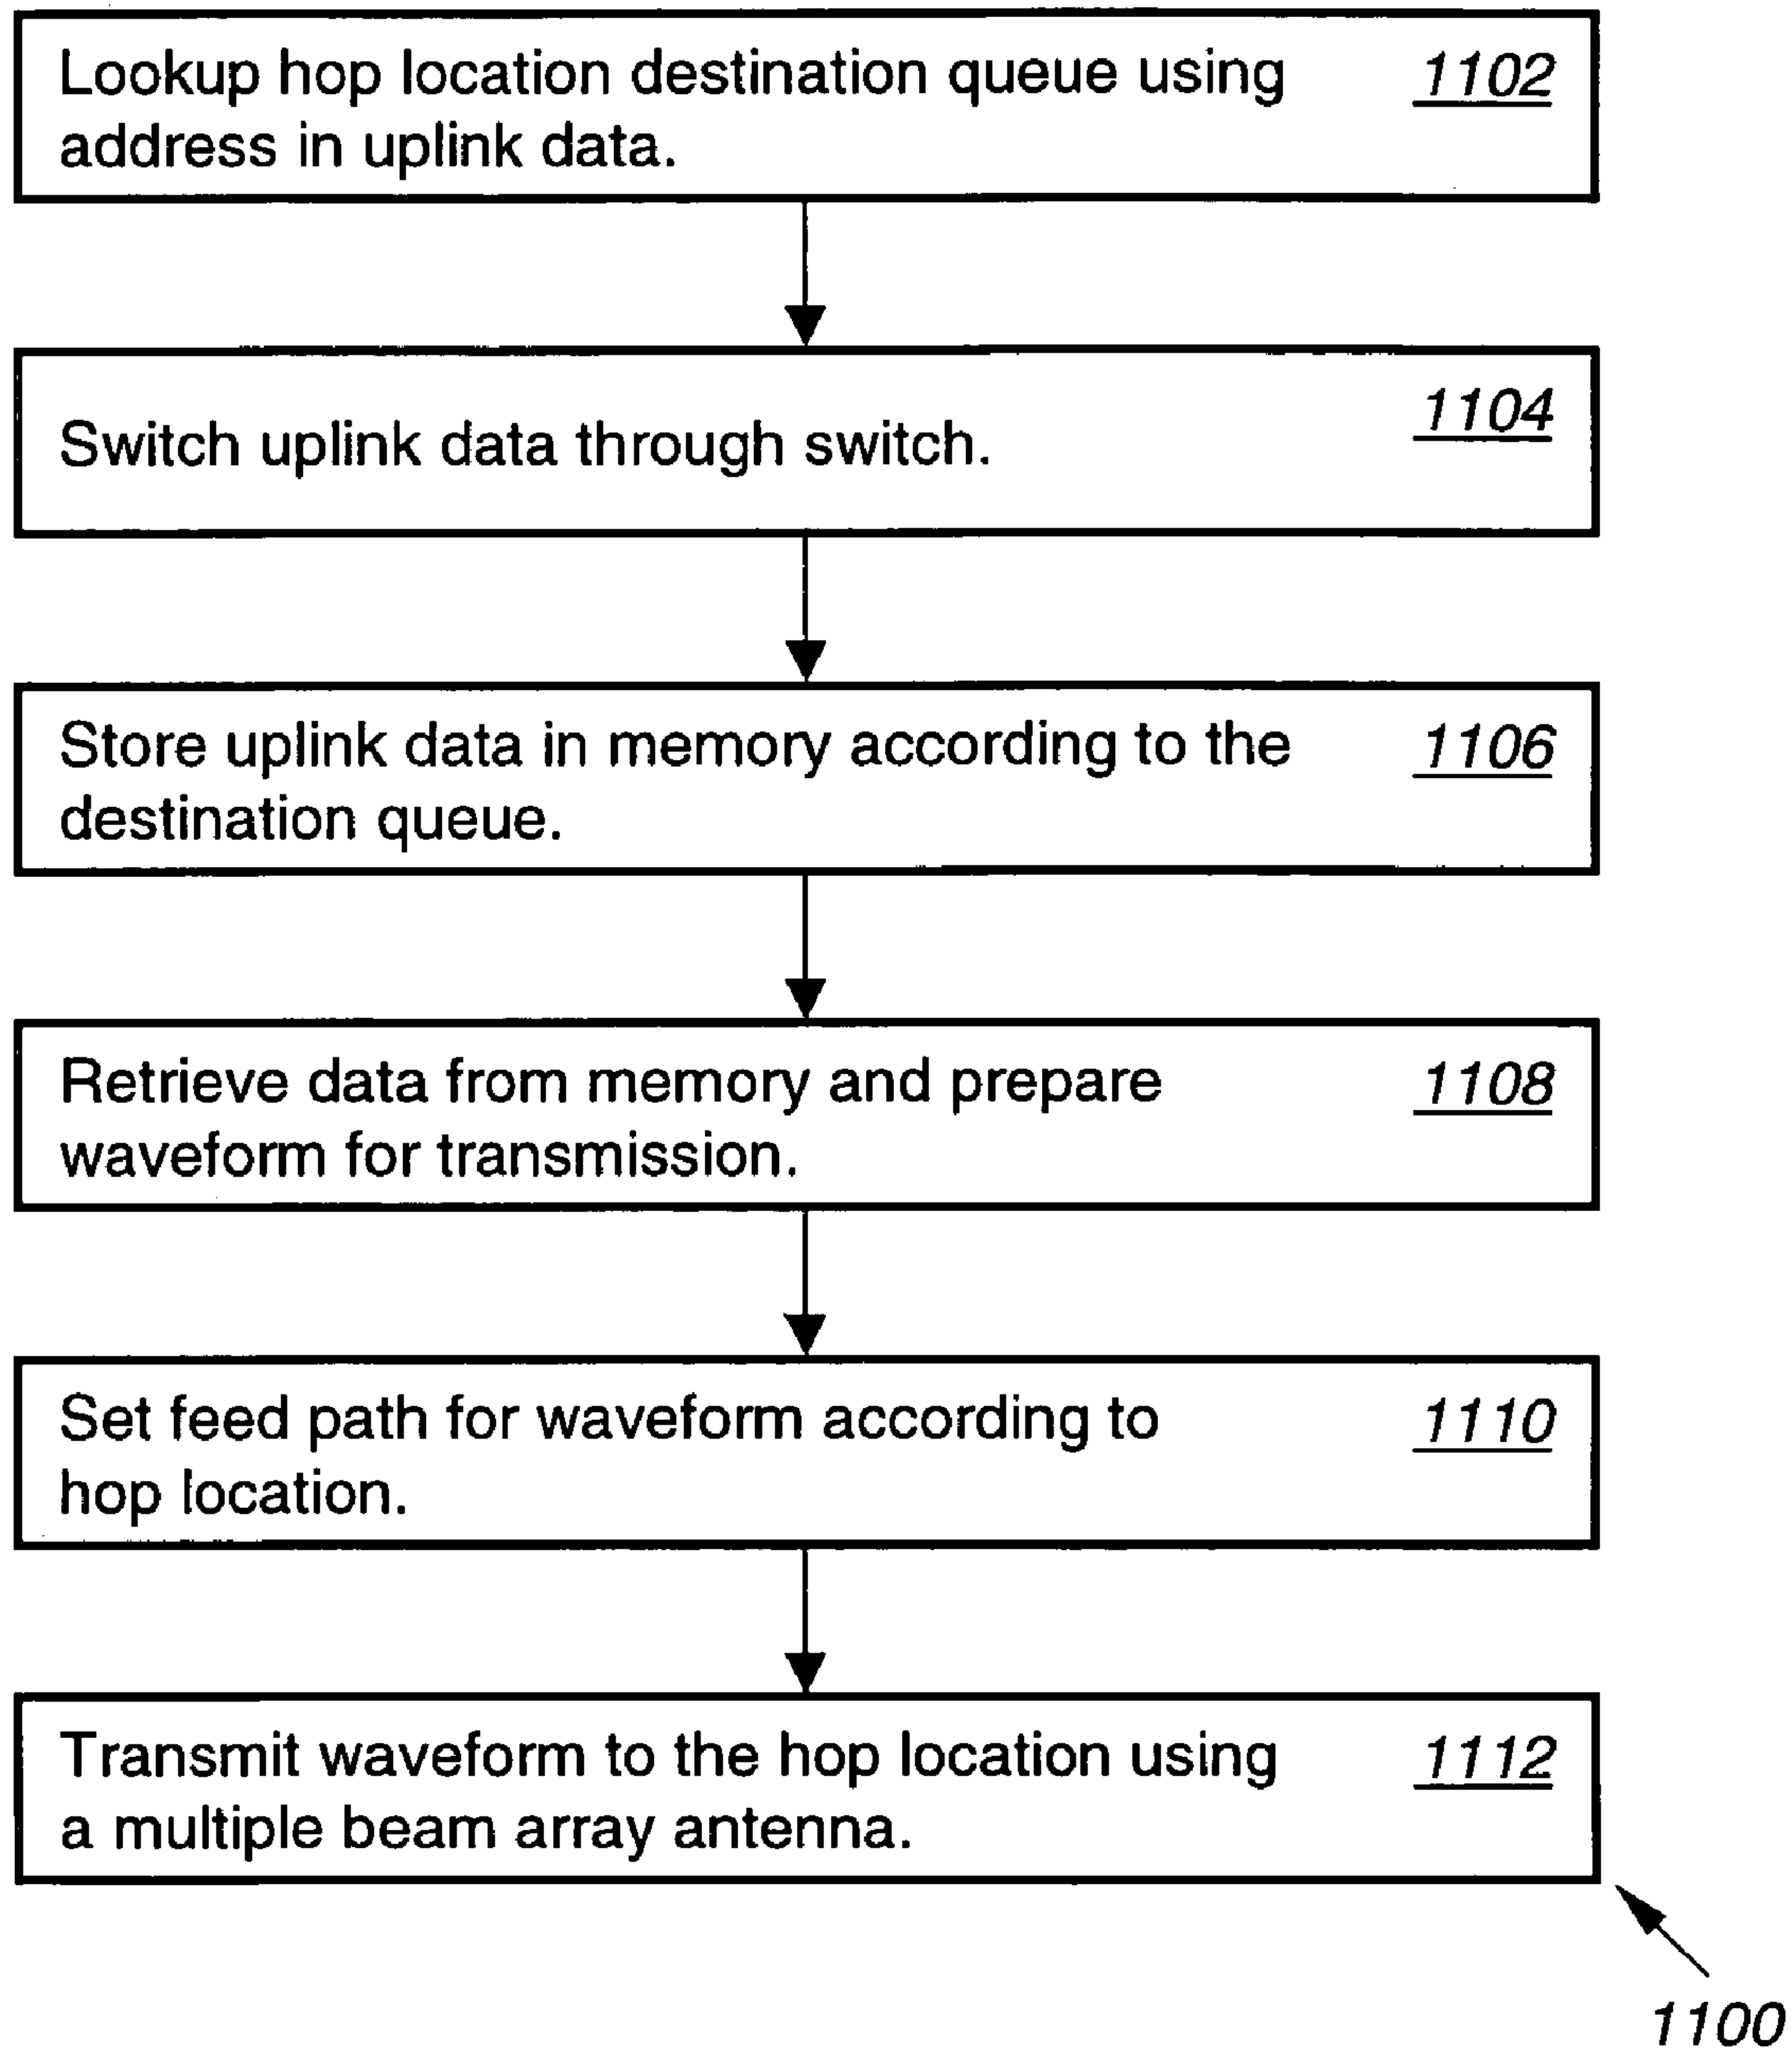 Lookup hop location destination queue using 1102
address in uplink data.
1104
Switch uplink data through switch.
Store uplink data in memory according to the 1106
destination queue.
Retrieve data from memory and prepare 1108
waveform for transmission.
Set feed path for waveform according to 1110
hop location.
Transmit waveform to the hop location using 1112
a multiple beam array antenna.
1100